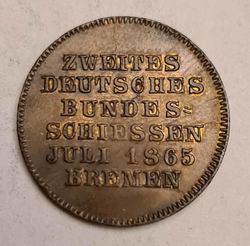 ZWEITES
DEUTSCHES
BUNDES-
SCHIESSEN
JULI 1865
BREMEN